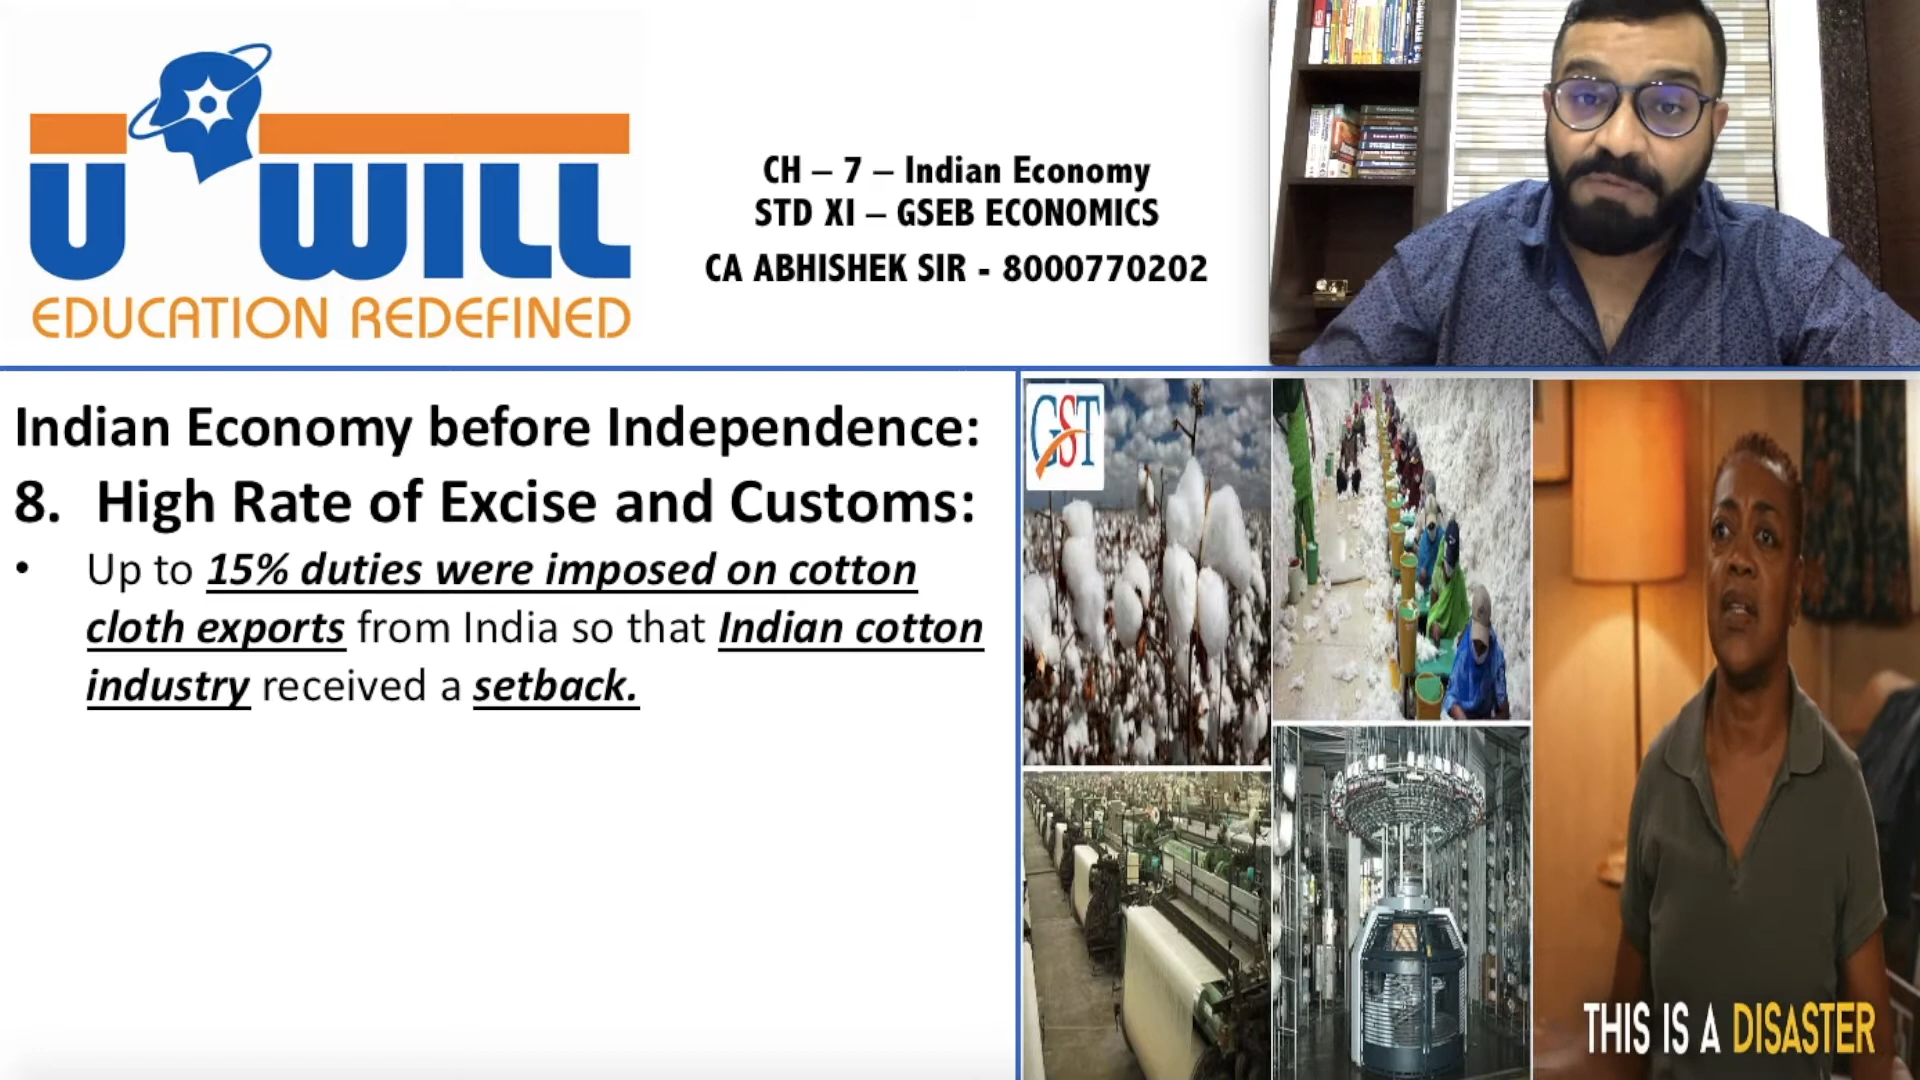 U WILL
EDUCATION REDEFINED
CH – 7 – Indian Economy
STD XI – GSEB ECONOMICS
CA ABHISHEK SIR - 8000770202
Indian Economy before Independence:
8. High Rate of Excise and Customs:
• Up to 15% duties were imposed on cotton
cloth exports from India so that Indian cotton
industry received a setback.
GST
THIS IS A DISASTER